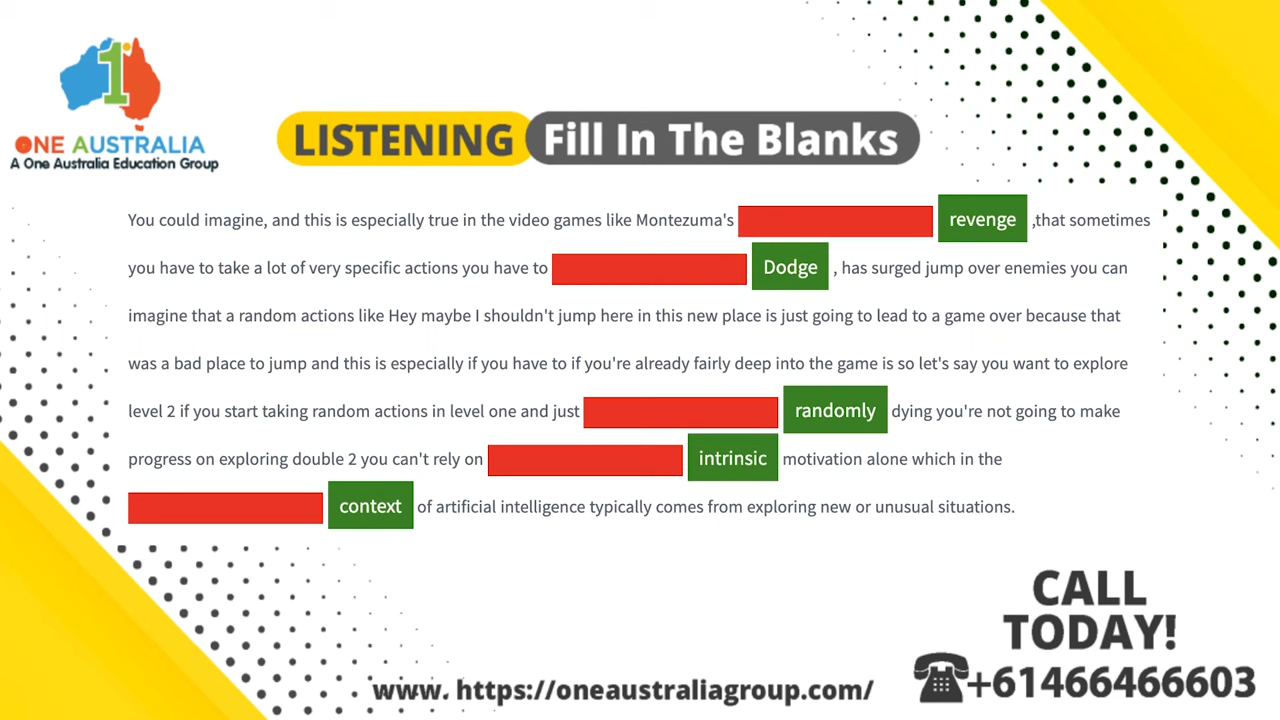 1
ONE AUSTRALIA
A One Australia Education Group
LISTENING Fill In The Blanks
You could imagine, and this is especially true in the video games like Montezuma's revenge ,that sometimes
you have to take a lot of very specific actions you have to Dodge , has surged jump over enemies you can
imagine that a random actions like Hey maybe I shouldn't jump here in this new place is just going to lead to a game over because that
was a bad place to jump and this is especially if you have to if you're already fairly deep into the game is so let's say you want to explore
level 2 if you start taking random actions in level one and just randomly dying you're not going to make
progress on exploring double 2 you can't rely on intrinsic motivation alone which in the
context of artificial intelligence typically comes from exploring new or unusual situations.
CALL
TODAY!
+61466466603
www. https://oneaustraliagroup.com/